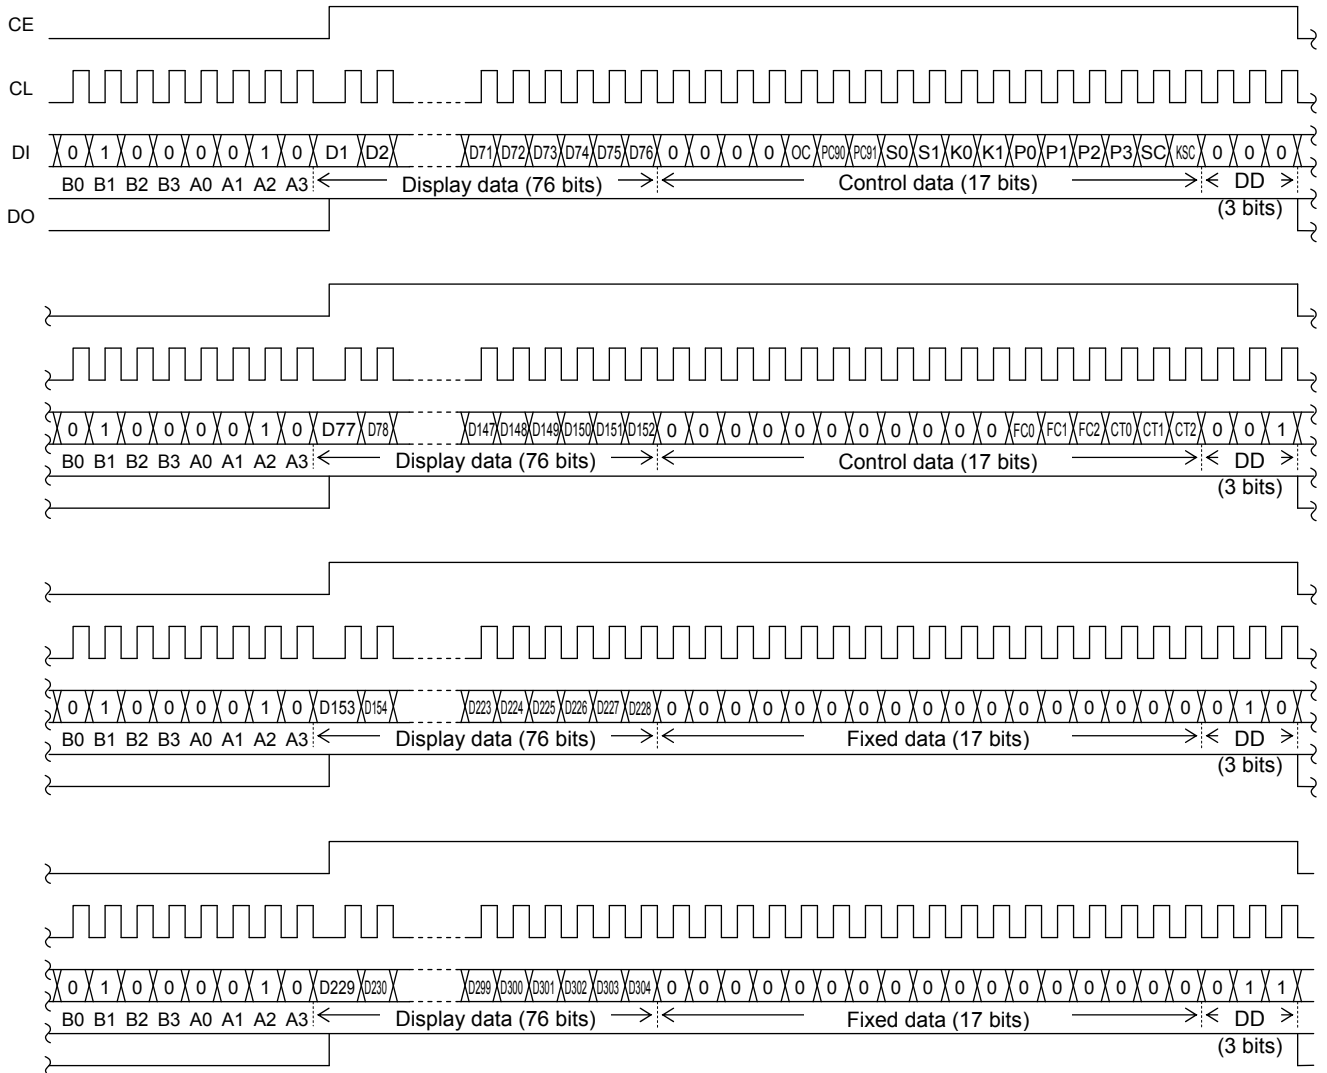 CE
CL
DI 0 1 0 0 0 0 1 0 D1 D2 D71 D72 D73 D74 D75 D76 0 0 0 0 OC PC90 PC91 S0 S1 K0 K1 P0 P1 P2 P3 SC KSC 0 0 0
B0 B1 B2 B3 A0 A1 A2 A3 Display data (76 bits) Control data (17 bits) DD
(3 bits)
DO
0 1 0 0 0 0 1 0 D77 D78 D147 D148 D149 D150 D151 D152 0 0 0 0 0 0 0 0 0 0 0 FC0 FC1 FC2 CT0 CT1 CT2 0 0 1
B0 B1 B2 B3 A0 A1 A2 A3 Display data (76 bits) Control data (17 bits) DD
(3 bits)
0 1 0 0 0 0 1 0 D153 D154 D223 D224 D225 D226 D227 D228 0 0 0 0 0 0 0 0 0 0 0 0 0 0 0 0 0 0 1 0
B0 B1 B2 B3 A0 A1 A2 A3 Display data (76 bits) Fixed data (17 bits) DD
(3 bits)
0 1 0 0 0 0 1 0 D229 D230 D299 D300 D301 D302 D303 D304 0 0 0 0 0 0 0 0 0 0 0 0 0 0 0 0 0 0 1 1
B0 B1 B2 B3 A0 A1 A2 A3 Display data (76 bits) Fixed data (17 bits) DD
(3 bits)